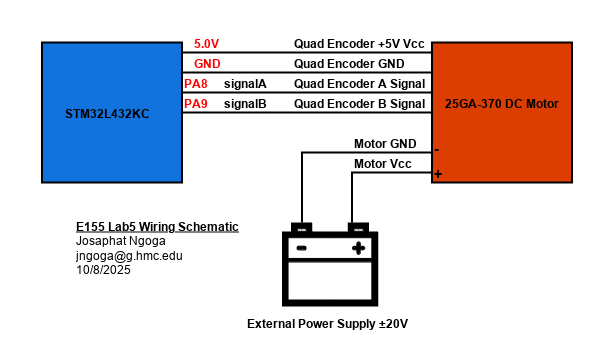 5.0V Quad Encoder +5V Vcc
GND Quad Encoder GND
PA8 signalA Quad Encoder A Signal
PA9 signalB Quad Encoder B Signal
STM32L432KC
25GA-370 DC Motor
Motor GND -
Motor Vcc +
E155 Lab5 Wiring Schematic
Josaphat Ngoga
jngoga@g.hmc.edu
10/8/2025
- +
External Power Supply ±20V